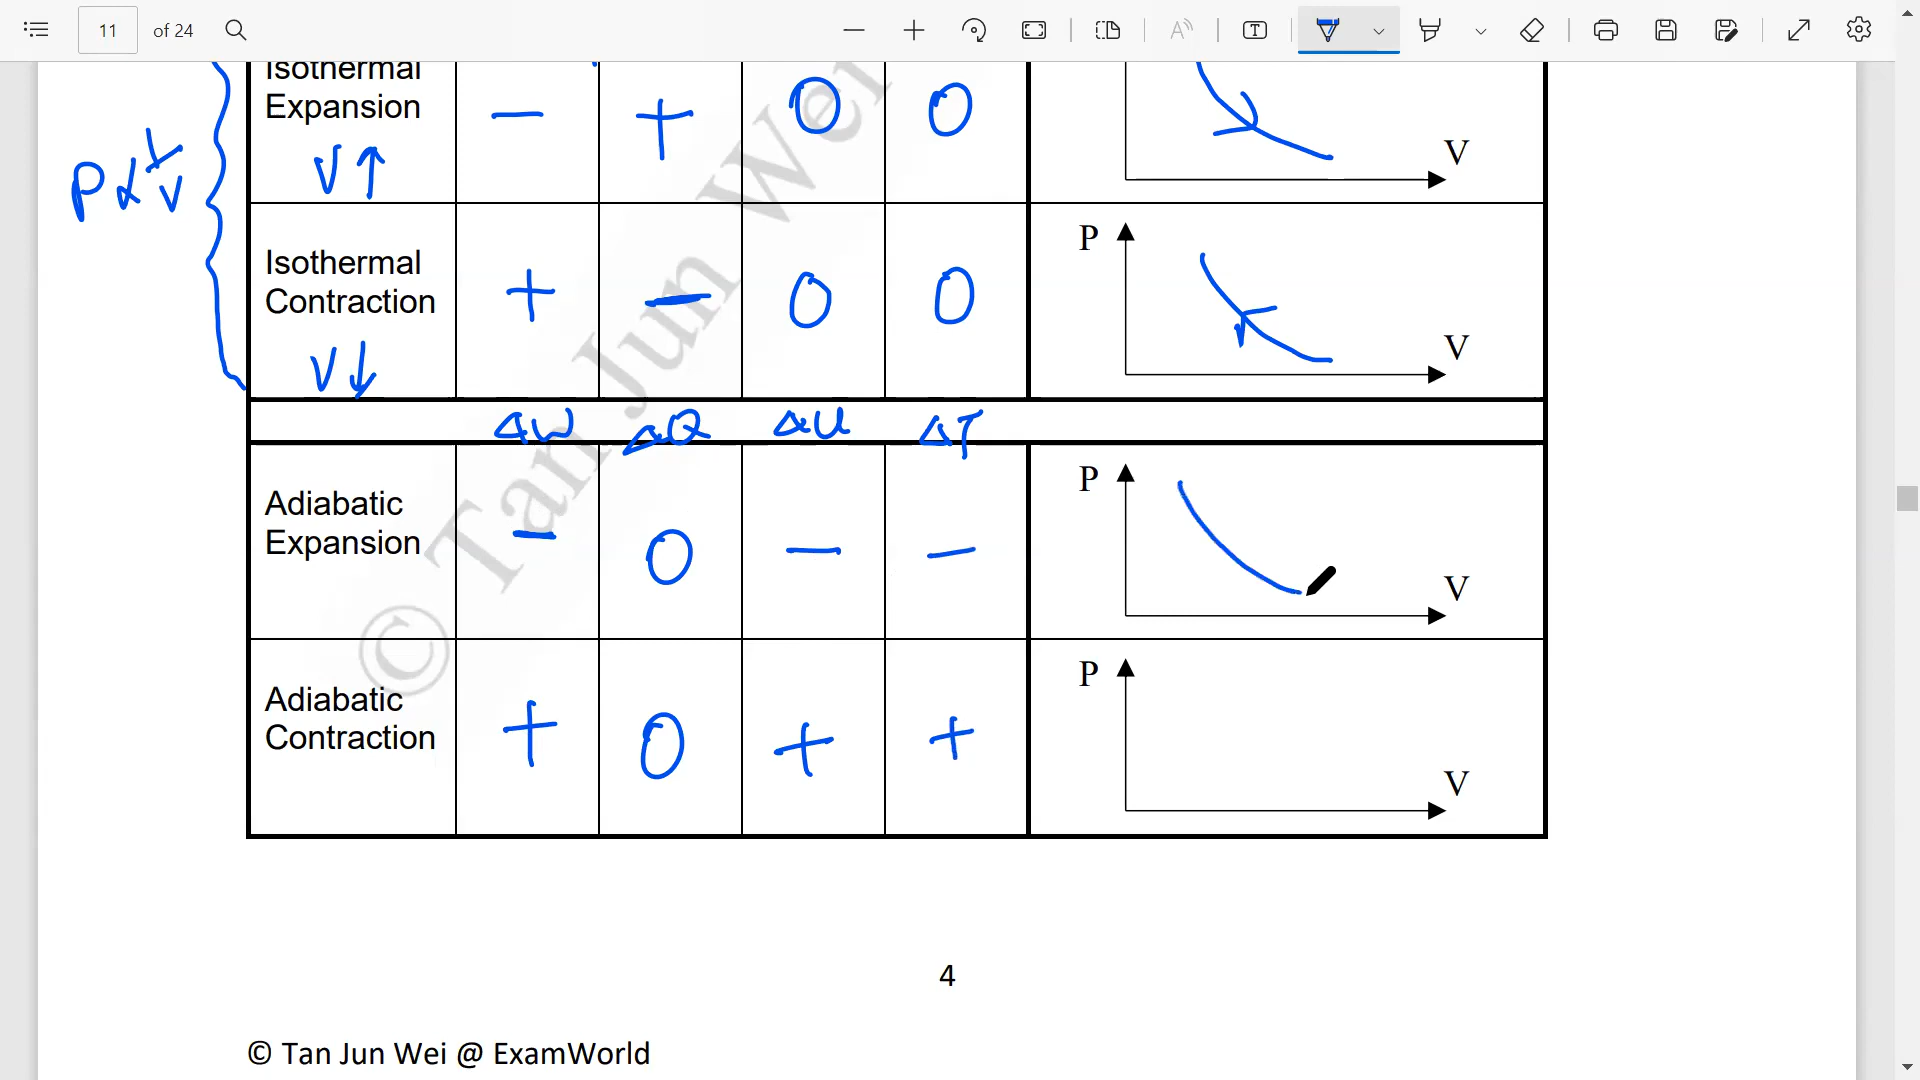 11 of 24
Isothermal
Expansion
V ↑
− + 0 0
V
P ∝ 1/V
Isothermal
Contraction
V ↓
+ − 0 0
P
V
ΔW ΔQ ΔU ΔT
Adiabatic
Expansion
− 0 − −
P
V
Adiabatic
Contraction
+ 0 + +
P
V
© Tan Jun Wei
4
© Tan Jun Wei @ ExamWorld